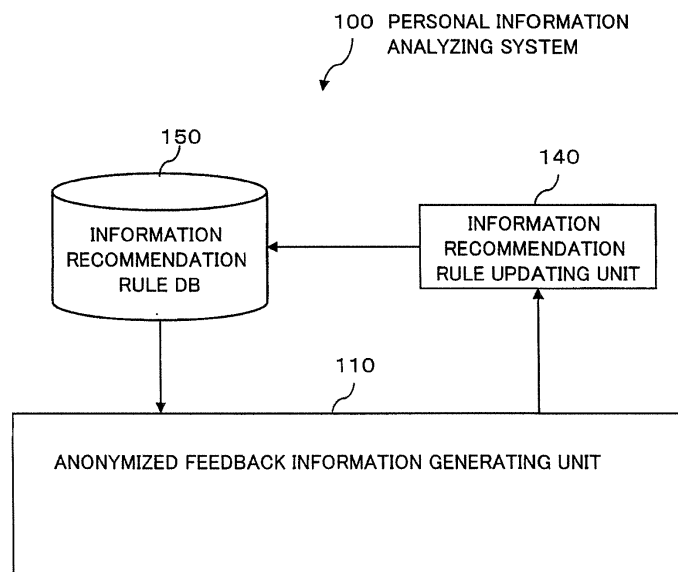 100 PERSONAL INFORMATION
ANALYZING SYSTEM
150
140
INFORMATION
RECOMMENDATION
RULE DB
INFORMATION
RECOMMENDATION
RULE UPDATING UNIT
110
ANONYMIZED FEEDBACK INFORMATION GENERATING UNIT